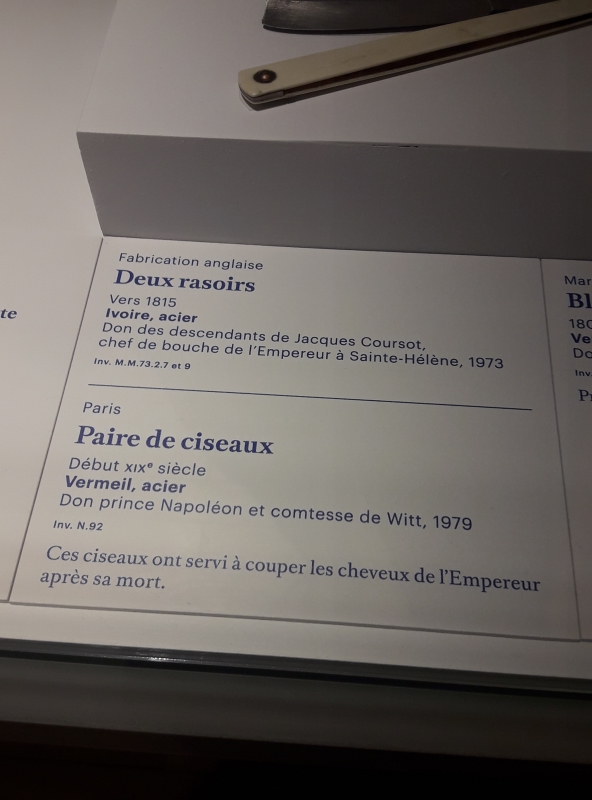 Fabrication anglaise
Deux rasoirs
Vers 1815
Ivoire, acier
Don des descendants de Jacques Coursot,
chef de bouche de l'Empereur à Sainte-Hélène, 1973
Inv. M.M.73.2.7 et 9
Paris
Paire de ciseaux
Début XIXe siècle
Vermeil, acier
Don prince Napoléon et comtesse de Witt, 1979
Inv. N.92
Ces ciseaux ont servi à couper les cheveux de l'Empereur
après sa mort.